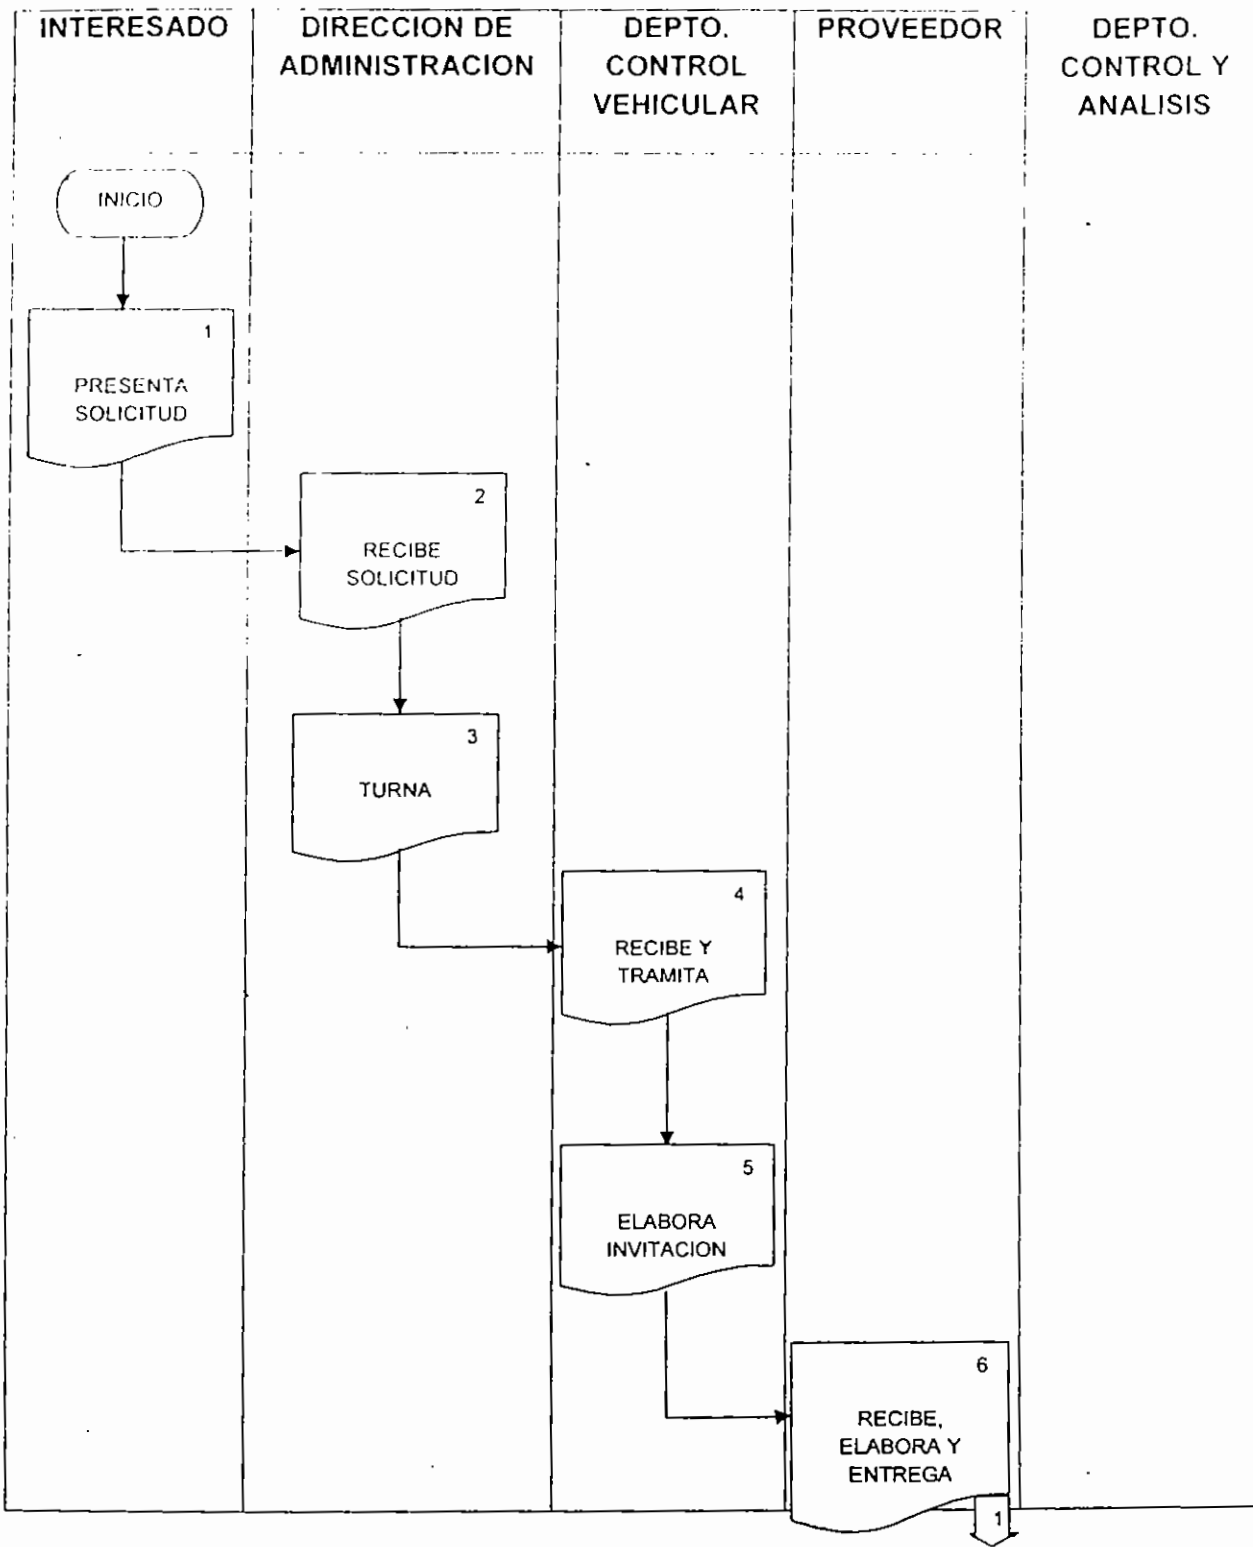 INTERESADO
DIRECCION DE
ADMINISTRACION
DEPTO.
CONTROL
VEHICULAR
PROVEEDOR
DEPTO.
CONTROL Y
ANALISIS
INICIO
1
PRESENTA
SOLICITUD
2
RECIBE
SOLICITUD
3
TURNA
4
RECIBE Y
TRAMITA
5
ELABORA
INVITACION
6
RECIBE,
ELABORA Y
ENTREGA
1